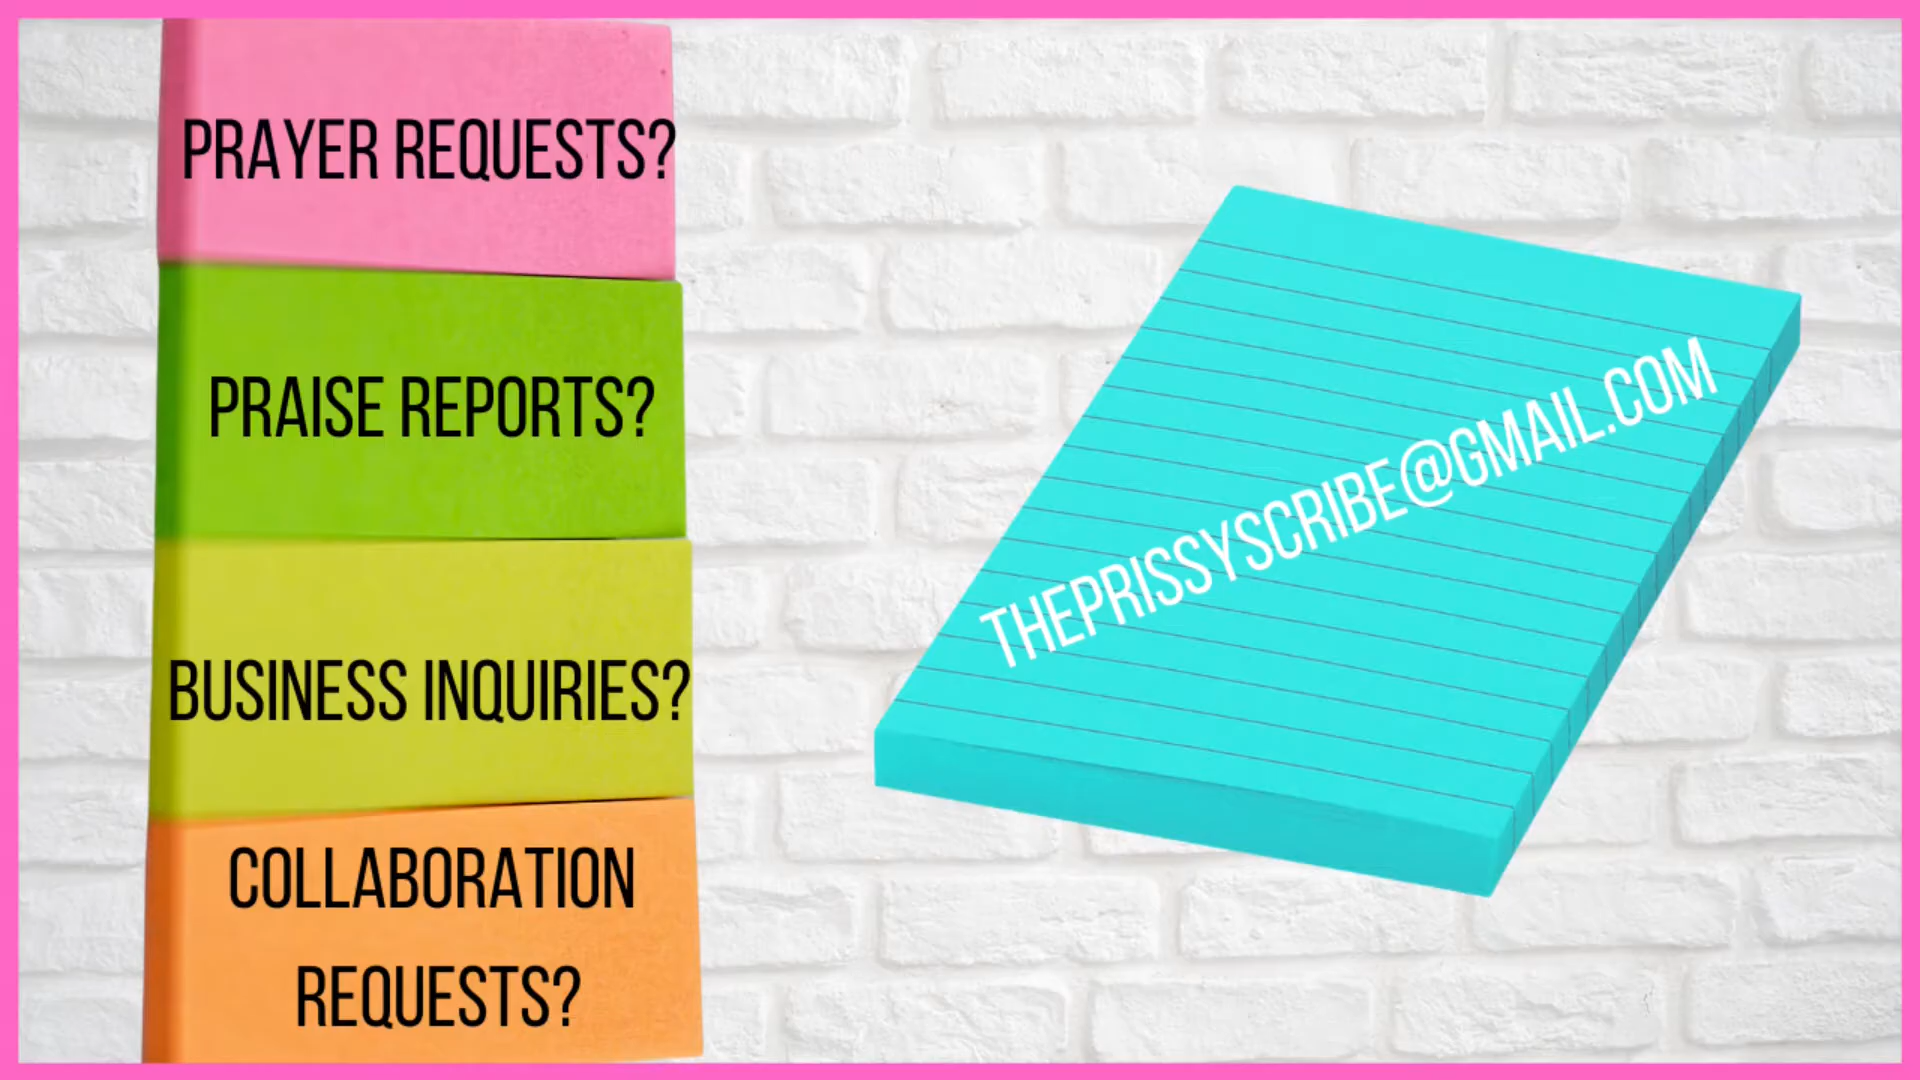 PRAYER REQUESTS?
PRAISE REPORTS?
BUSINESS INQUIRIES?
COLLABORATION
REQUESTS?
THEPRISSYSCRIBE@GMAIL.COM